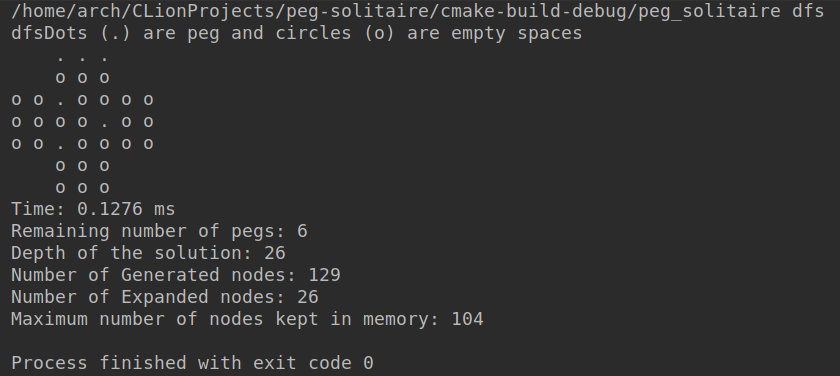 /home/arch/CLionProjects/peg-solitaire/cmake-build-debug/peg_solitaire dfs
dfsDots (.) are peg and circles (o) are empty spaces
    . . .
    o o o
o o . o o o o
o o o o . o o
o o . o o o o
    o o o
    o o o
Time: 0.1276 ms
Remaining number of pegs: 6
Depth of the solution: 26
Number of Generated nodes: 129
Number of Expanded nodes: 26
Maximum number of nodes kept in memory: 104

Process finished with exit code 0